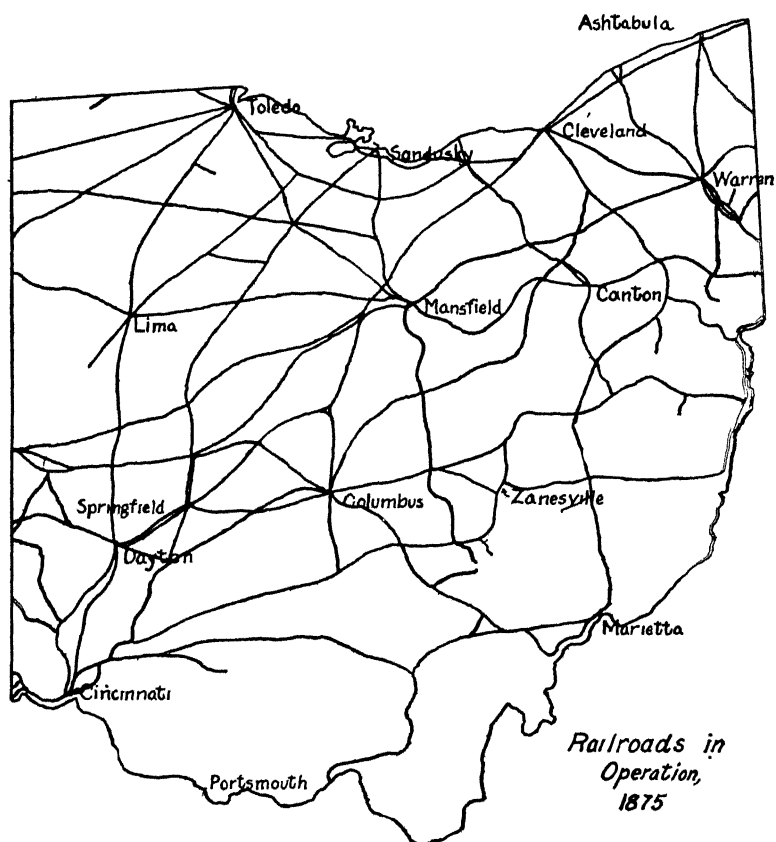 Ashtabula
Toledo
Cleveland
Sandusky
Warren
Canton
Mansfield
Lima
Springfield
Columbus
Zanesville
Dayton
Marietta
Cincinnati
Portsmouth
Railroads in
Operation,
1875